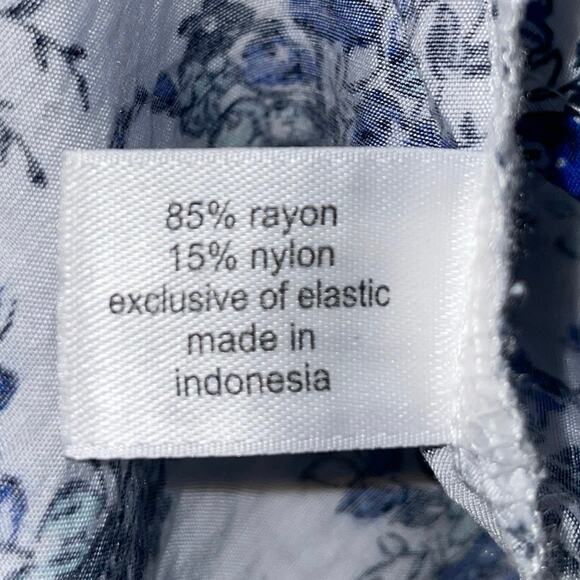 85% rayon
15% nylon
exclusive of elastic
made in
indonesia